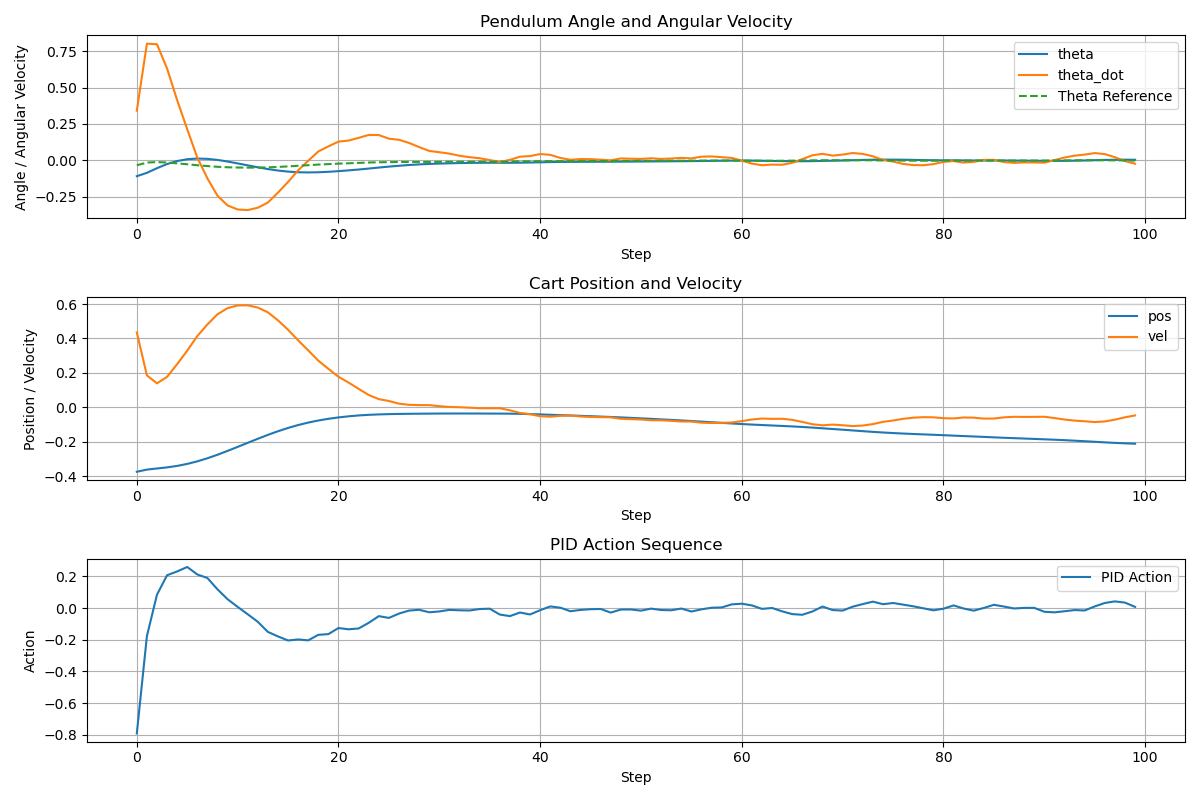 Pendulum Angle and Angular Velocity
Angle / Angular Velocity
0.75
0.50
0.25
0.00
−0.25
theta
theta_dot
Theta Reference
0 20 40 60 80 100
Step
Cart Position and Velocity
Position / Velocity
0.6
0.4
0.2
0.0
−0.2
−0.4
pos
vel
0 20 40 60 80 100
Step
PID Action Sequence
Action
0.2
0.0
−0.2
−0.4
−0.6
−0.8
PID Action
0 20 40 60 80 100
Step